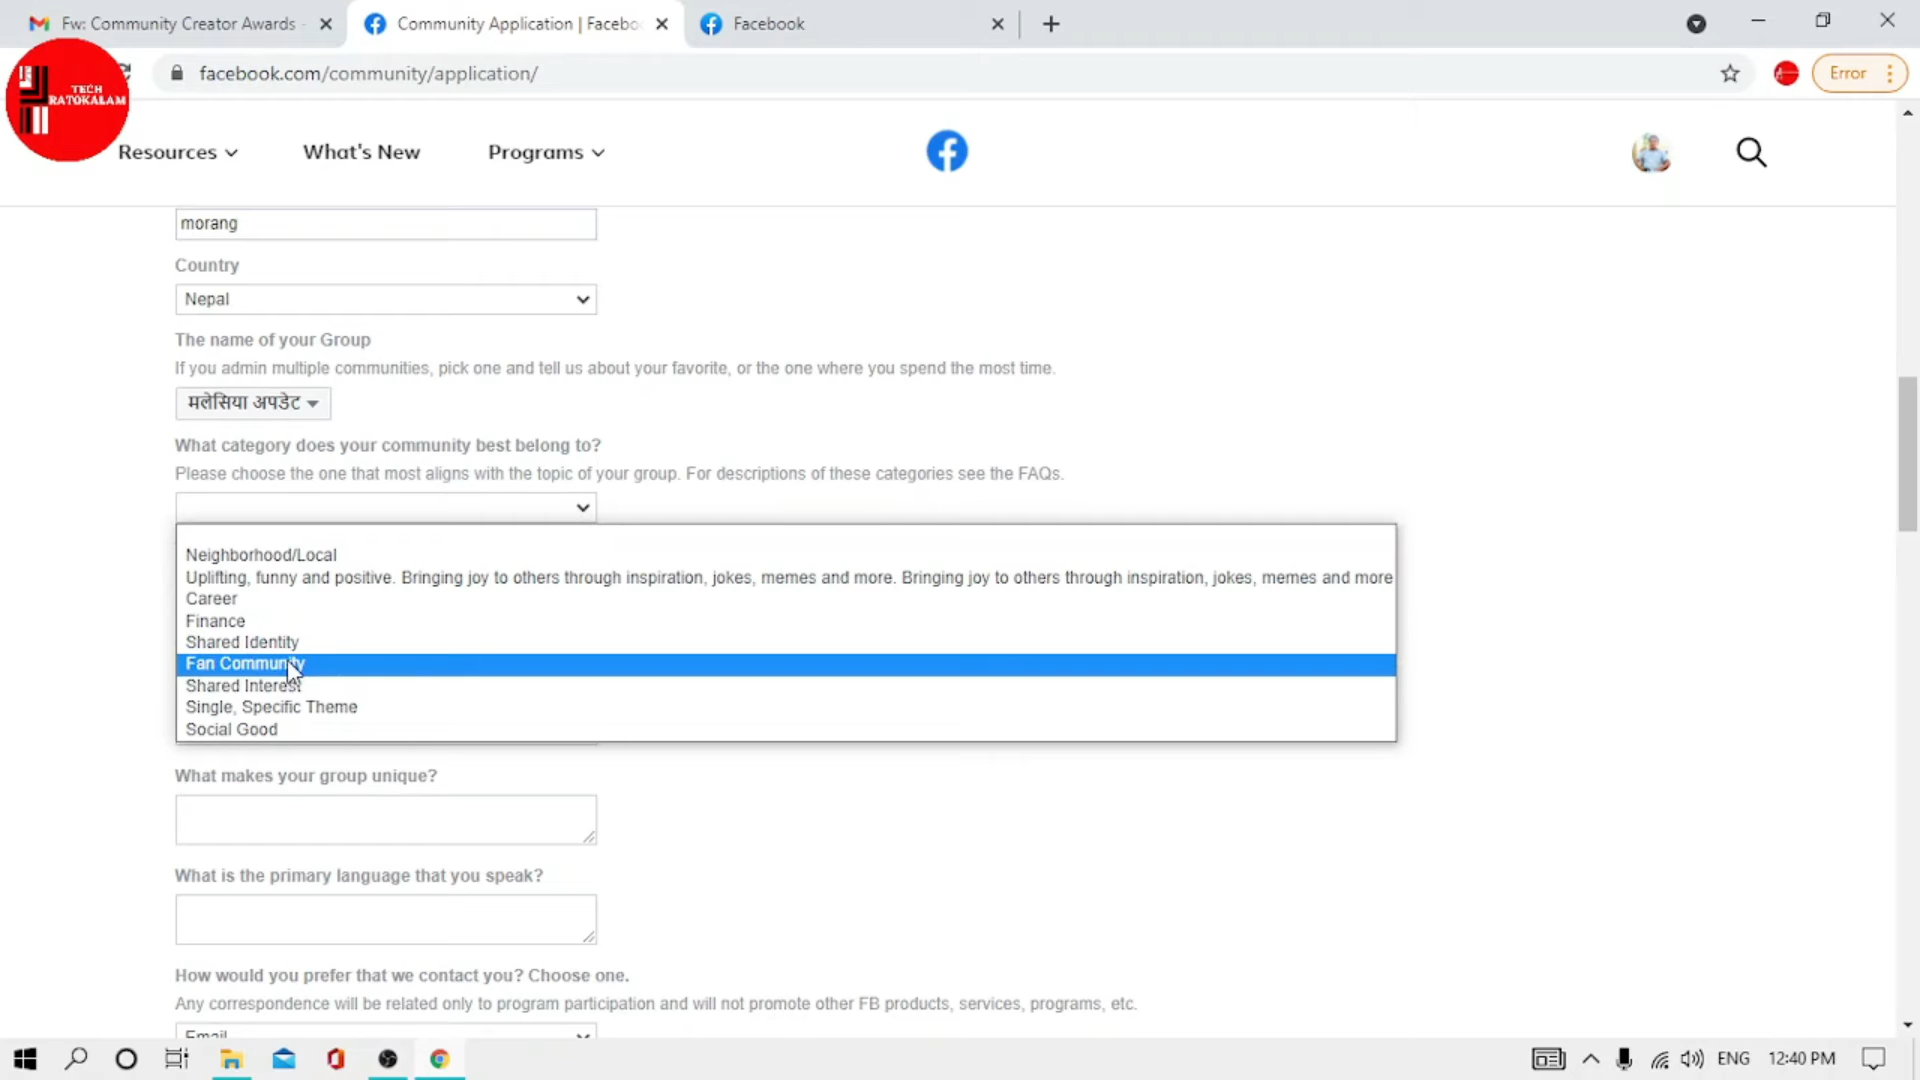 Fw: Community Creator Awards
Community Application | Facebo
Facebook
facebook.com/community/application/
Error
TECH
RATOKALAM
Resources
What's New
Programs
morang
Country
Nepal
The name of your Group
If you admin multiple communities, pick one and tell us about your favorite, or the one where you spend the most time.
मलेसिया अपडेट
What category does your community best belong to?
Please choose the one that most aligns with the topic of your group. For descriptions of these categories see the FAQs.
Neighborhood/Local
Uplifting, funny and positive. Bringing joy to others through inspiration, jokes, memes and more. Bringing joy to others through inspiration, jokes, memes and more
Career
Finance
Shared Identity
Fan Community
Shared Interest
Single, Specific Theme
Social Good
What makes your group unique?
What is the primary language that you speak?
How would you prefer that we contact you? Choose one.
Any correspondence will be related only to program participation and will not promote other FB products, services, programs, etc.
Email
ENG
12:40 PM